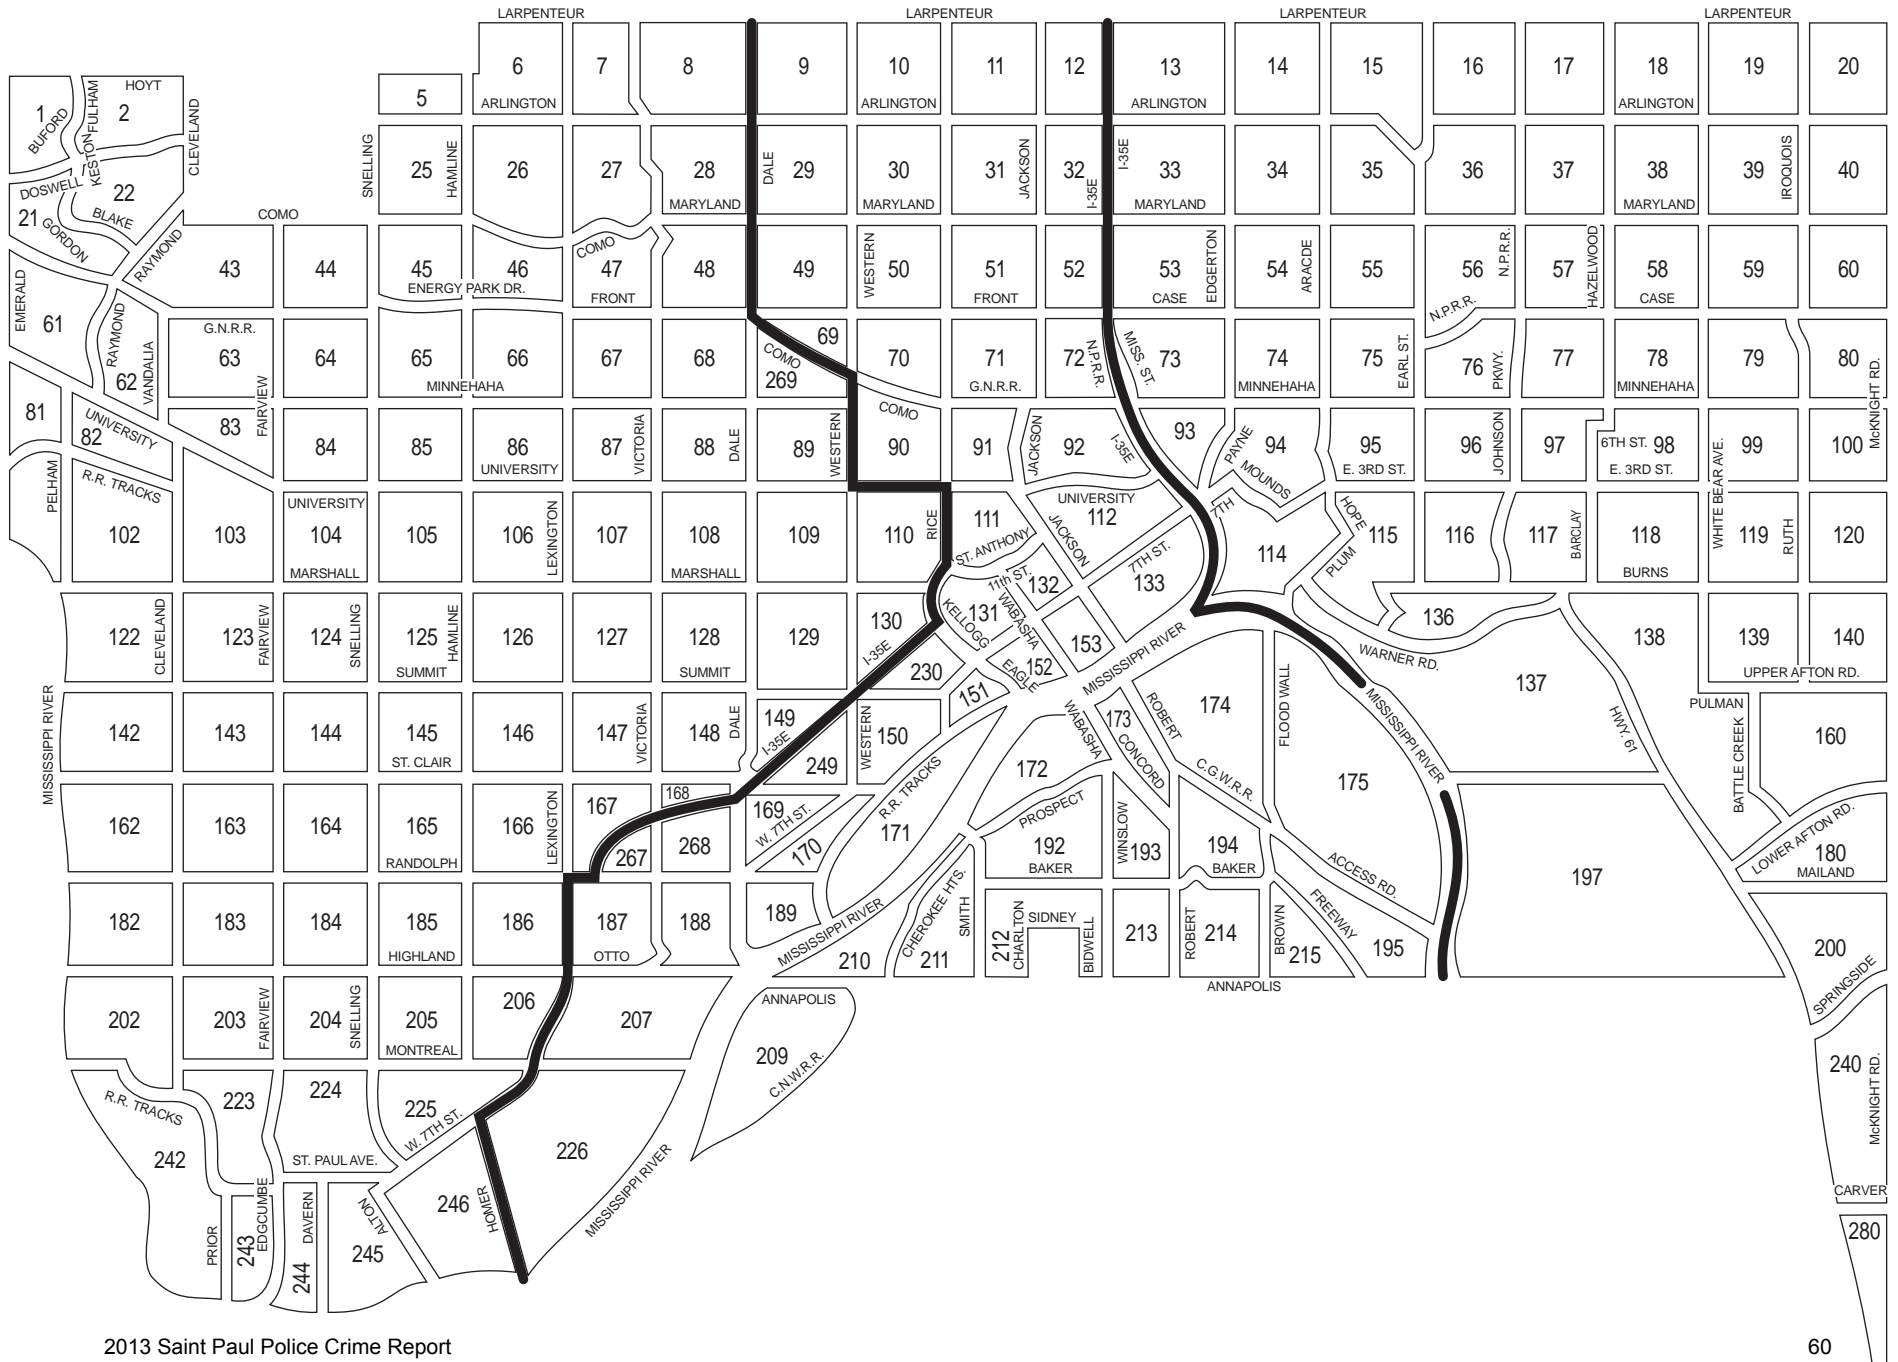 LARPENTEUR LARPENTEUR LARPENTEUR LARPENTEUR
6 7 8 9 10 11 12 13 14 15 16 17 18 19 20
5
ARLINGTON ARLINGTON ARLINGTON ARLINGTON
HOYT
1 2
BUFORD
FULHAM
KESTON
CLEVELAND
SNELLING
HAMLINE
25 26 27 28 29 30 31 32 33 34 35 36 37 38 39 40
DALE
JACKSON
I-35E
I-35E
IROQUOIS
DOSWELL
22
21
BLAKE
GORDON
MARYLAND MARYLAND MARYLAND MARYLAND
RAYMOND
COMO
COMO
43 44 45 46 47 48 49 50 51 52 53 54 55 56 57 58 59 60
WESTERN
EDGERTON
ARACDE
N.P.R.R.
HAZELWOOD
ENERGY PARK DR.
FRONT FRONT CASE CASE
EMERALD
61
RAYMOND
62
VANDALIA
G.N.R.R.
N.P.R.R.
63 64 65 66 67 68 69 70 71 72 73 74 75 76 77 78 79 80
COMO
269
N.P.R.R.
MISS. ST.
EARL ST.
PKWY.
McKNIGHT RD.
FAIRVIEW
MINNEHAHA G.N.R.R. MINNEHAHA MINNEHAHA
81
82
UNIVERSITY
COMO
83 84 85 86 87 88 89 90 91 92 93 94 95 96 97 98 99 100
VICTORIA
DALE
WESTERN
JACKSON
I-35E
PAYNE
MOUNDS
JOHNSON
6TH ST.
WHITE BEAR AVE.
UNIVERSITY E. 3RD ST. E. 3RD ST.
PELHAM
R.R. TRACKS
UNIVERSITY UNIVERSITY
102 103 104 105 106 107 108 109 110 111 112 114 115 116 117 118 119 120
LEXINGTON
RICE
JACKSON
7TH
HOPE
PLUM
BARCLAY
RUTH
ST. ANTHONY
7TH ST.
MARSHALL MARSHALL BURNS
11th ST.
132 133
WABASHA
KELLOGG
131
122 123 124 125 126 127 128 129 130 153 136 138 139 140
CLEVELAND
FAIRVIEW
SNELLING
HAMLINE
I-35E
EAGLE
152
MISSISSIPPI RIVER
WARNER RD.
SUMMIT SUMMIT 230 UPPER AFTON RD.
MISSISSIPPI RIVER
151
FLOOD WALL
174
137
MISSISSIPPI RIVER
HWY. 61
PULMAN
142 143 144 145 146 147 148 149 150 173 160
VICTORIA
DALE
I-35E
WESTERN
WABASHA
ROBERT
CONCORD
BATTLE CREEK
ST. CLAIR
249
R.R. TRACKS
172
C.G.W.R.R.
175
162 163 164 165 166 167 168 169 171
LEXINGTON
W. 7TH ST.
170
PROSPECT
WINSLOW
LOWER AFTON RD.
RANDOLPH
267 268
192 193 194
BAKER BAKER
ACCESS RD.
197
180
MAILAND
182 183 184 185 186 187 188 189
MISSISSIPPI RIVER
CHEROKEE HTS.
SMITH
SIDNEY
212
CHARLTON
BIDWELL
213
ROBERT
214
BROWN
FREEWAY
215
195
200
HIGHLAND OTTO
210 211
ANNAPOLIS ANNAPOLIS
SPRINGSIDE
202 203 204 205 206 207
FAIRVIEW
SNELLING
MONTREAL
209
C.N.W.R.R.
240
McKNIGHT RD.
R.R. TRACKS
223 224 225
W. 7TH ST.
242
ST. PAUL AVE.
226
MISSISSIPPI RIVER
PRIOR
243
EDGCUMBE
244
DAVERN
ALTON
245
246
HOMER
CARVER
280
2013 Saint Paul Police Crime Report
60